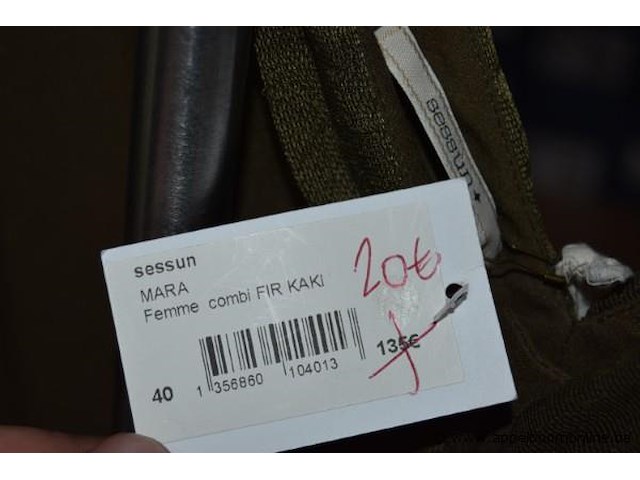 sessun
sessun
MARA
20€
Femme combi FIR KAKI
135€
40
1 356860 104013